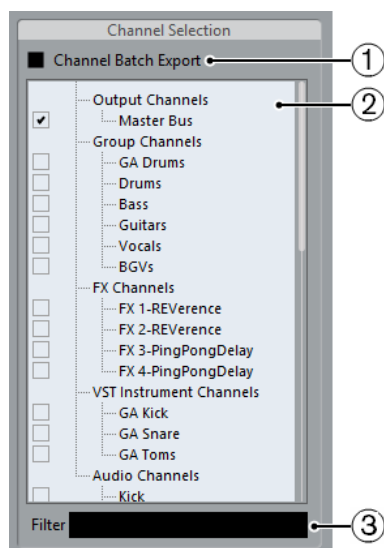 Channel Selection
Channel Batch Export
1
Output Channels
2
Master Bus
Group Channels
GA Drums
Drums
Bass
Guitars
Vocals
BGVs
FX Channels
FX 1-REVerence
FX 2-REVerence
FX 3-PingPongDelay
FX 4-PingPongDelay
VST Instrument Channels
GA Kick
GA Snare
GA Toms
Audio Channels
Kick
Filter
3